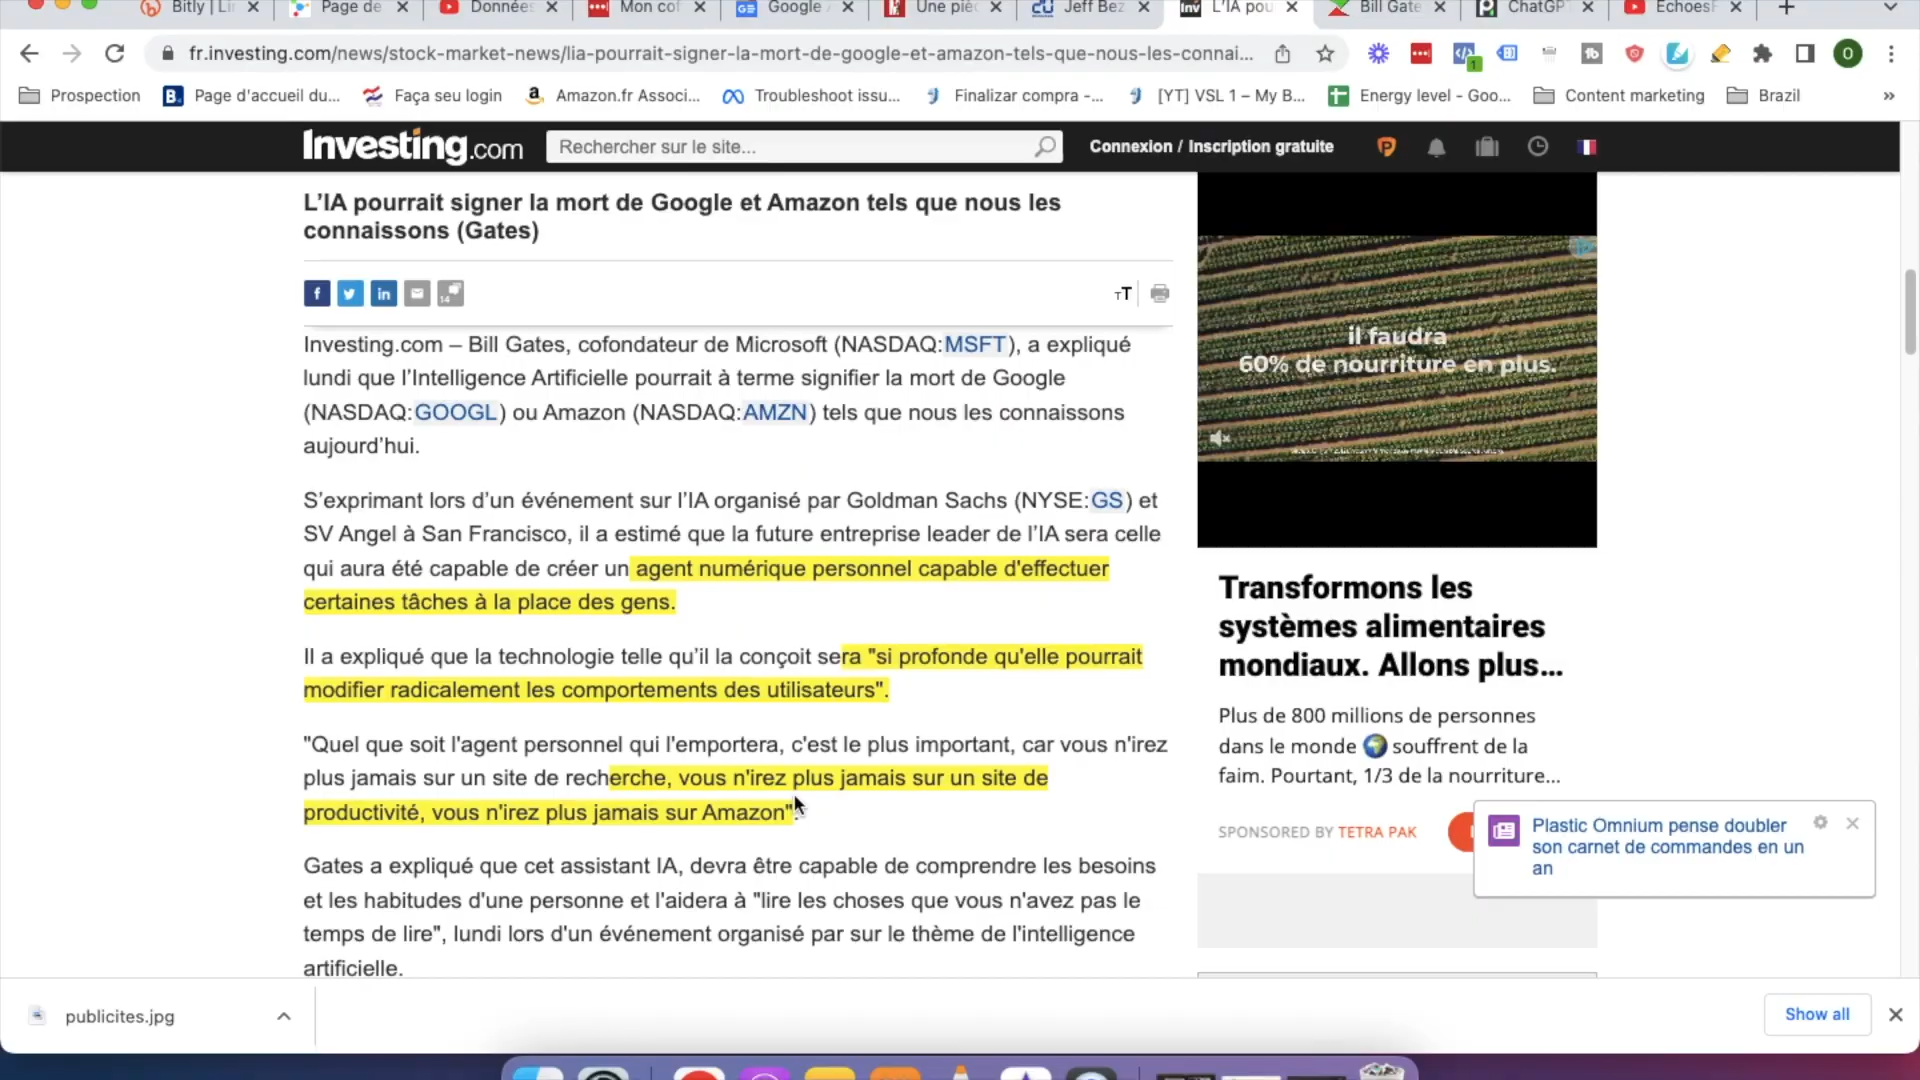 Bitly | Li
Page de
Données
Mon co
Google
Une piè
Jeff Bez
L'IA pou
Bill Gate
ChatGP
Echoes
fr.investing.com/news/stock-market-news/lia-pourrait-signer-la-mort-de-google-et-amazon-tels-que-nous-les-connai...
Prospection
Page d'accueil du...
Faça seu login
Amazon.fr Associ...
Troubleshoot issu...
Finalizar compra -...
[YT] VSL 1 – My B...
Energy level - Goo...
Content marketing
Brazil
Investing.com
Rechercher sur le site...
Connexion / Inscription gratuite
L'IA pourrait signer la mort de Google et Amazon tels que nous les
connaissons (Gates)
14
Investing.com – Bill Gates, cofondateur de Microsoft (NASDAQ:MSFT), a expliqué
lundi que l'Intelligence Artificielle pourrait à terme signifier la mort de Google
(NASDAQ:GOOGL) ou Amazon (NASDAQ:AMZN) tels que nous les connaissons
aujourd'hui.
S'exprimant lors d'un événement sur l'IA organisé par Goldman Sachs (NYSE:GS) et
SV Angel à San Francisco, il a estimé que la future entreprise leader de l'IA sera celle
qui aura été capable de créer un agent numérique personnel capable d'effectuer
certaines tâches à la place des gens.
Il a expliqué que la technologie telle qu'il la conçoit sera "si profonde qu'elle pourrait
modifier radicalement les comportements des utilisateurs".
"Quel que soit l'agent personnel qui l'emportera, c'est le plus important, car vous n'irez
plus jamais sur un site de recherche, vous n'irez plus jamais sur un site de
productivité, vous n'irez plus jamais sur Amazon".
Gates a expliqué que cet assistant IA, devra être capable de comprendre les besoins
et les habitudes d'une personne et l'aidera à "lire les choses que vous n'avez pas le
temps de lire", lundi lors d'un événement organisé par sur le thème de l'intelligence
artificielle.
il faudra
60% de nourriture en plus.
Transformons les
systèmes alimentaires
mondiaux. Allons plus...
Plus de 800 millions de personnes
dans le monde souffrent de la
faim. Pourtant, 1/3 de la nourriture...
SPONSORED BY TETRA PAK
Plastic Omnium pense doubler
son carnet de commandes en un
an
publicites.jpg
Show all